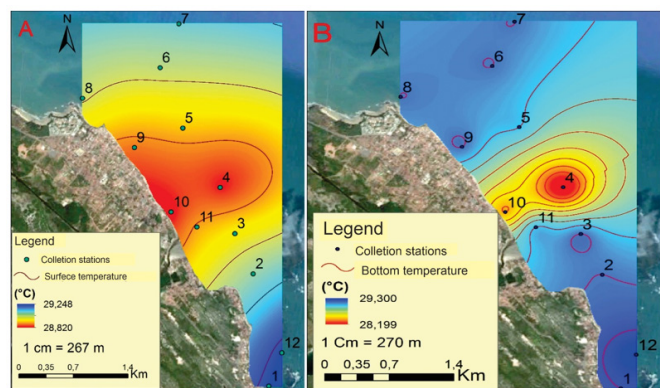 A
N
7
6
8
5
9
4
10
11
3
2
12
1
Legend
Colletion stations
Surfece temperature
(°C)
29,248
28,820
1 cm = 267 m
0 0,35 0,7 1,4
Km
B
N
7
6
8
5
9
4
10
11
3
2
12
1
Legend
Colletion stations
Bottom temperature
(°C)
29,300
28,199
1 Cm = 270 m
0 0,35 0,7 1,4
Km